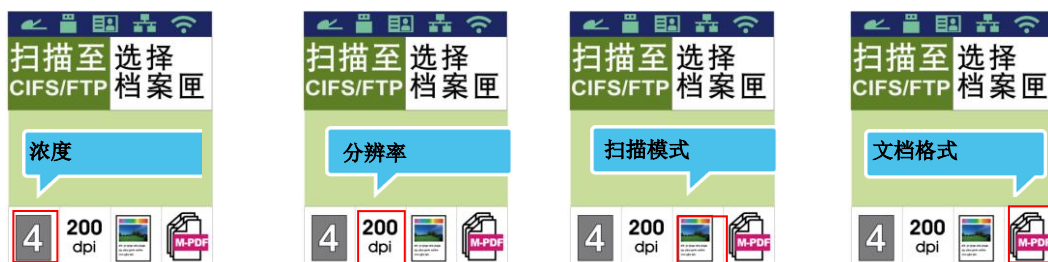 扫描至 选择
CIFS/FTP 档案匣
浓度
4 200 dpi M-PDF
扫描至 选择
CIFS/FTP 档案匣
分辨率
4 200 dpi M-PDF
扫描至 选择
CIFS/FTP 档案匣
扫描模式
4 200 dpi M-PDF
扫描至 选择
CIFS/FTP 档案匣
文档格式
4 200 dpi M-PDF